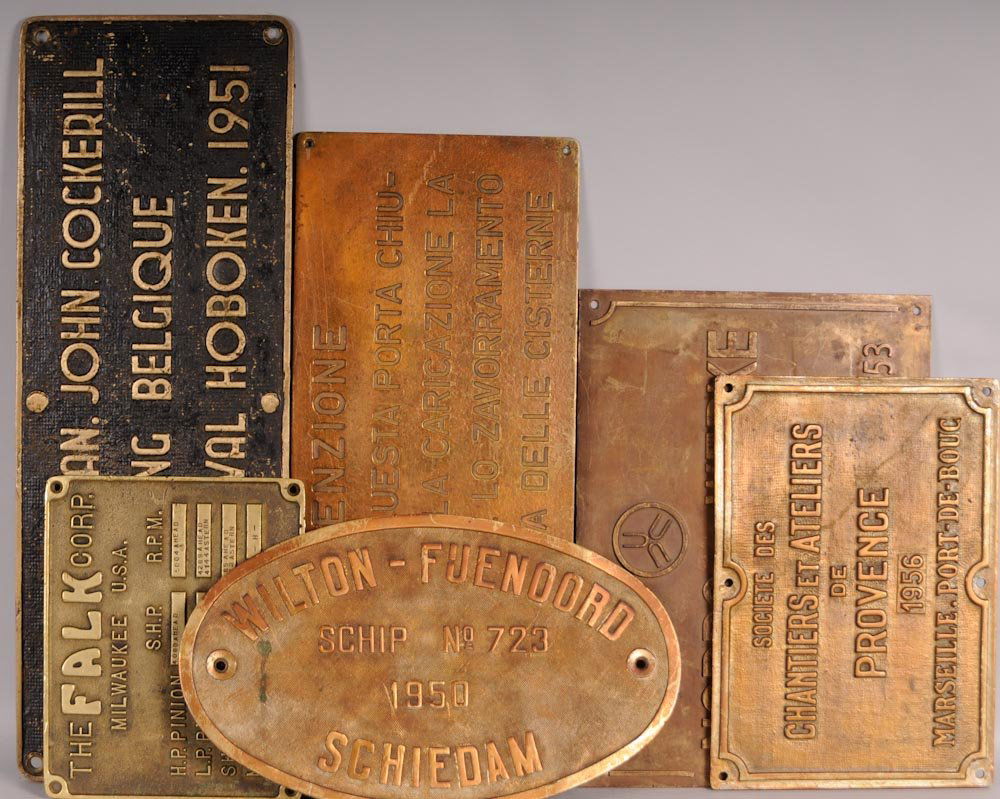 AN. JOHN COCKERILL
NG BELGIQUE
VAL HOBOKEN. 1951
ENZIONE
UESTA PORTA CHIU-
LA CARICAZIONE LA
LO-ZAVORRAMENTO
A DELLE CISTERNE
KE
53
SOCIETE DES
CHANTIERS ET ATELIERS
DE
PROVENCE
1956
MARSEILLE, PORT-DE-BOUC
THE FALK CORP.
MILWAUKEE U.S.A.
S.H.P. R.P.M.
H.P. PINION
L.P.
WILTON - FIJENOORD
SCHIP No 723
1950
SCHIEDAM